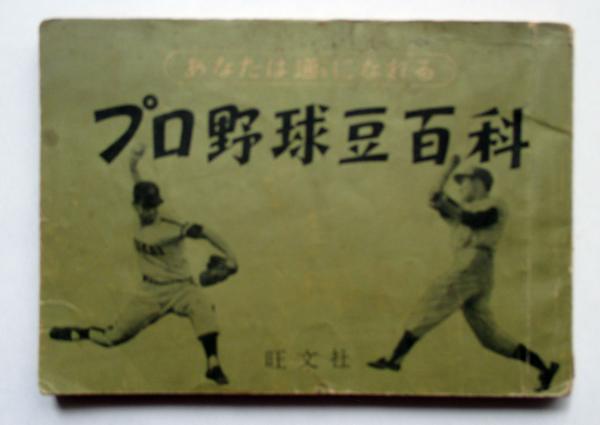 あなたは通になれる
プロ野球豆百科
旺文社